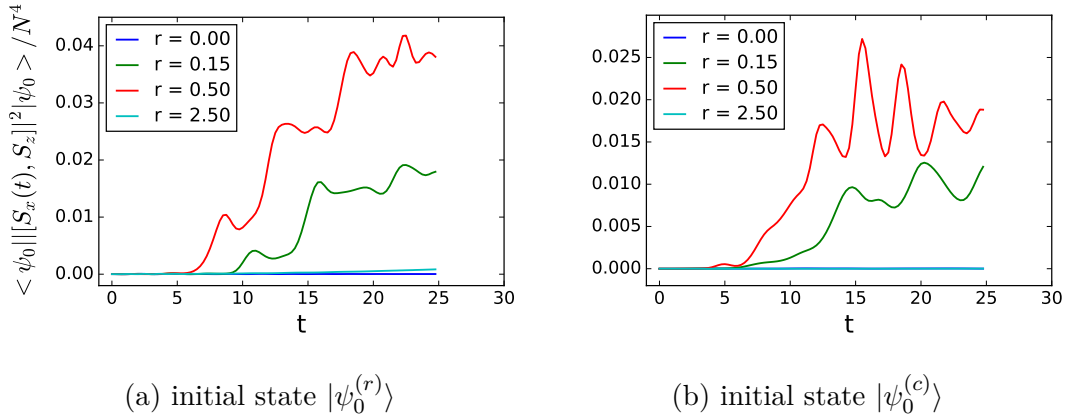 < ψ₀||[Sₓ(t), S_z]|²|ψ₀ > /N⁴
0.04
0.03
0.02
0.01
0.00
r = 0.00
r = 0.15
r = 0.50
r = 2.50
0 5 10 15 20 25 30
t
(a) initial state |ψ₀^(r)⟩
0.025
0.020
0.015
0.010
0.005
0.000
r = 0.00
r = 0.15
r = 0.50
r = 2.50
0 5 10 15 20 25 30
t
(b) initial state |ψ₀^(c)⟩